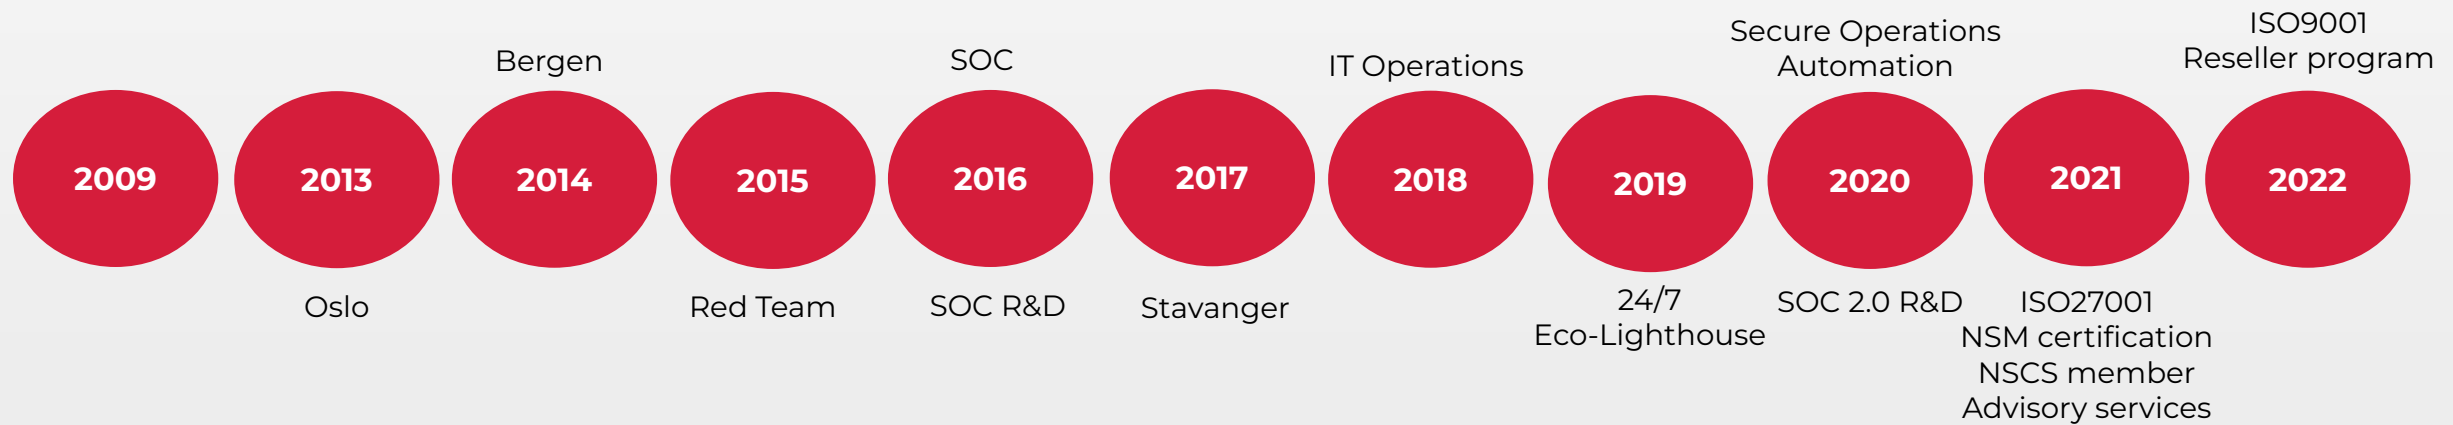 2009
2013
Oslo
Bergen
2014
2015
Red Team
SOC
2016
SOC R&D
2017
Stavanger
IT Operations
2018
2019
24/7
Eco-Lighthouse
Secure Operations
Automation
2020
SOC 2.0 R&D
2021
ISO27001
NSM certification
NSCS member
Advisory services
ISO9001
Reseller program
2022